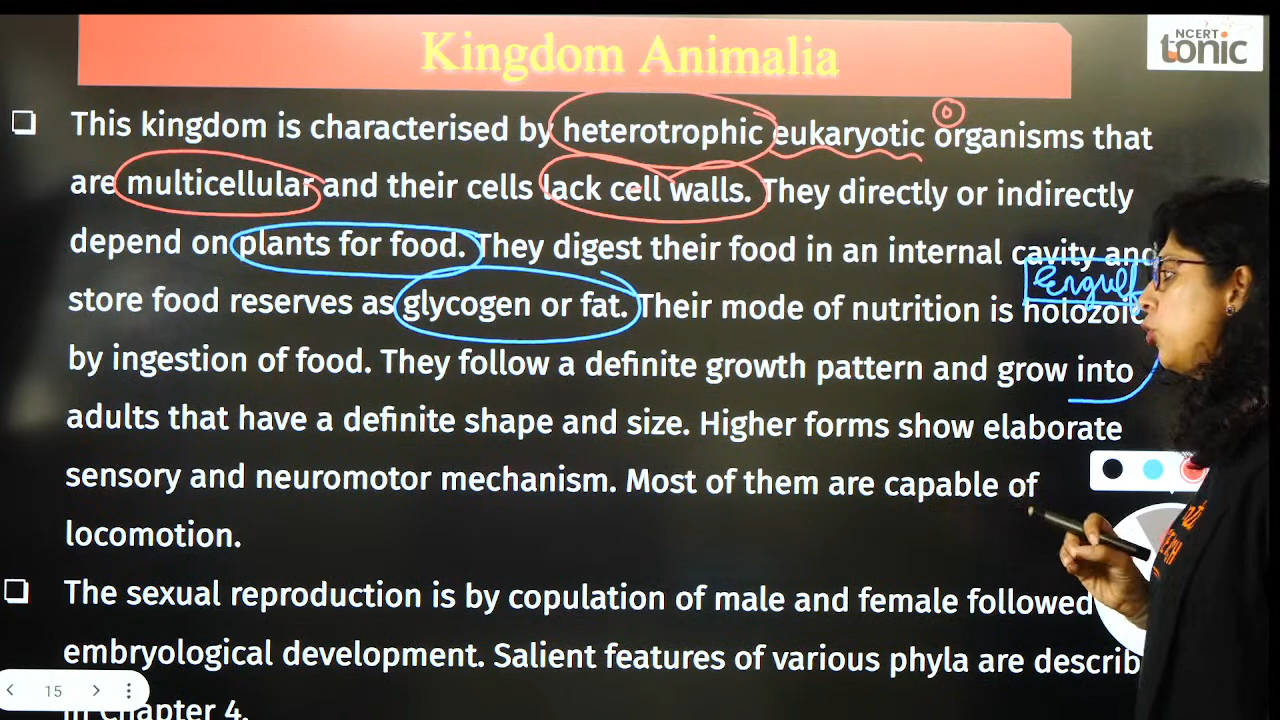 Kingdom Animalia
NCERT
tonic
This kingdom is characterised by heterotrophic eukaryotic organisms that
are multicellular and their cells lack cell walls. They directly or indirectly
depend on plants for food. They digest their food in an internal cavity and
Engulf
store food reserves as glycogen or fat. Their mode of nutrition is holozoic
by ingestion of food. They follow a definite growth pattern and grow into
adults that have a definite shape and size. Higher forms show elaborate
sensory and neuromotor mechanism. Most of them are capable of
locomotion.
The sexual reproduction is by copulation of male and female followed
embryological development. Salient features of various phyla are describ
in Chapter 4.
15